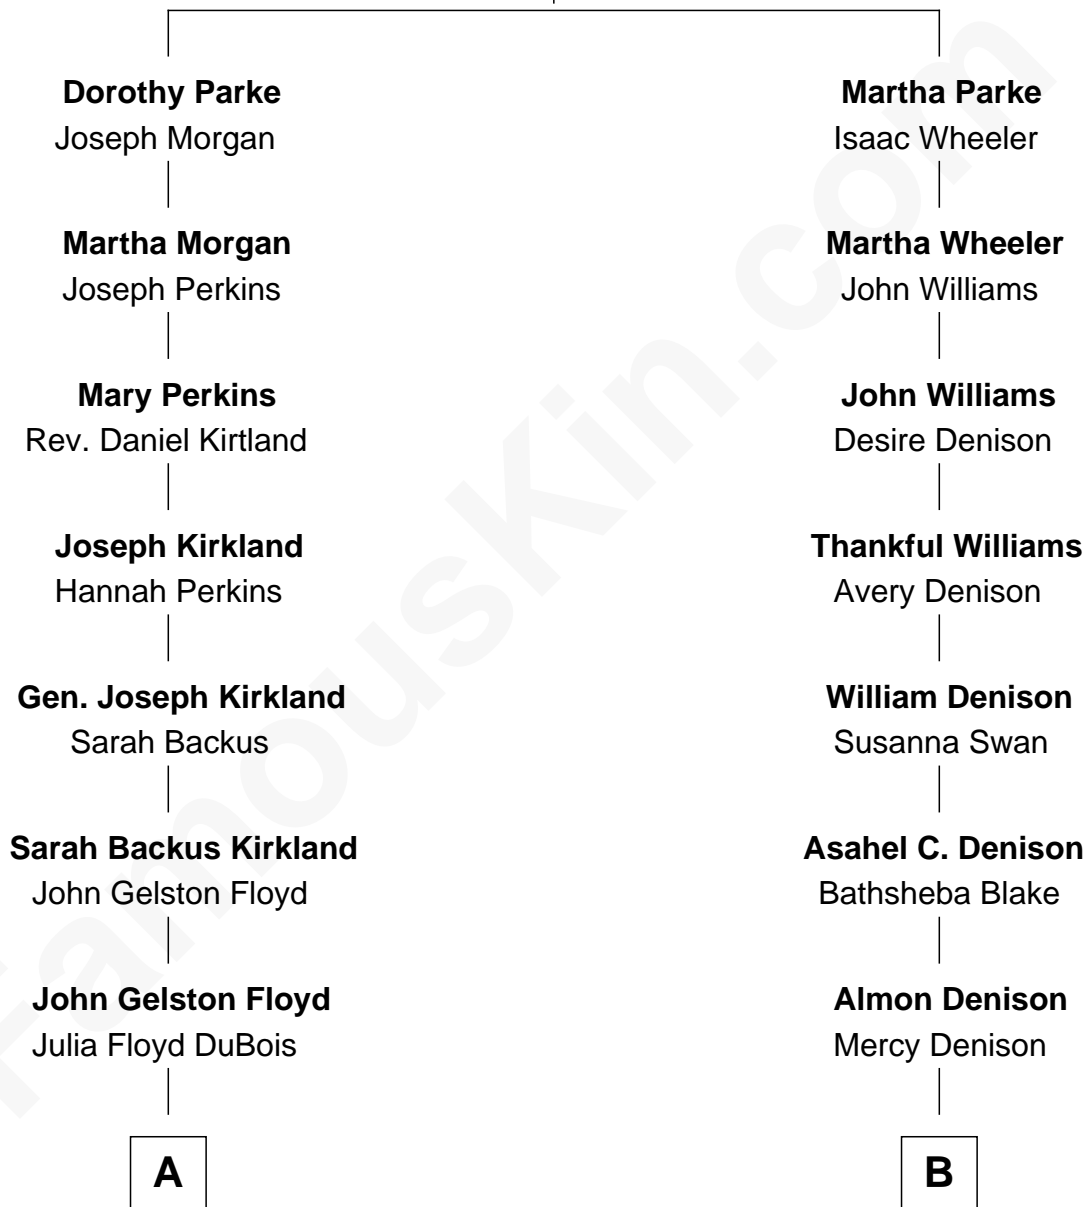 Dorothy Parke
Joseph Morgan
Martha Morgan
Joseph Perkins
Mary Perkins
Rev. Daniel Kirtland
Joseph Kirkland
Hannah Perkins
Gen. Joseph Kirkland
Sarah Backus
Sarah Backus Kirkland
John Gelston Floyd
John Gelston Floyd
Julia Floyd DuBois
A
Martha Parke
Isaac Wheeler
Martha Wheeler
John Williams
John Williams
Desire Denison
Thankful Williams
Avery Denison
William Denison
Susanna Swan
Asahel C. Denison
Bathsheba Blake
Almon Denison
Mercy Denison
B
FamousKin.com